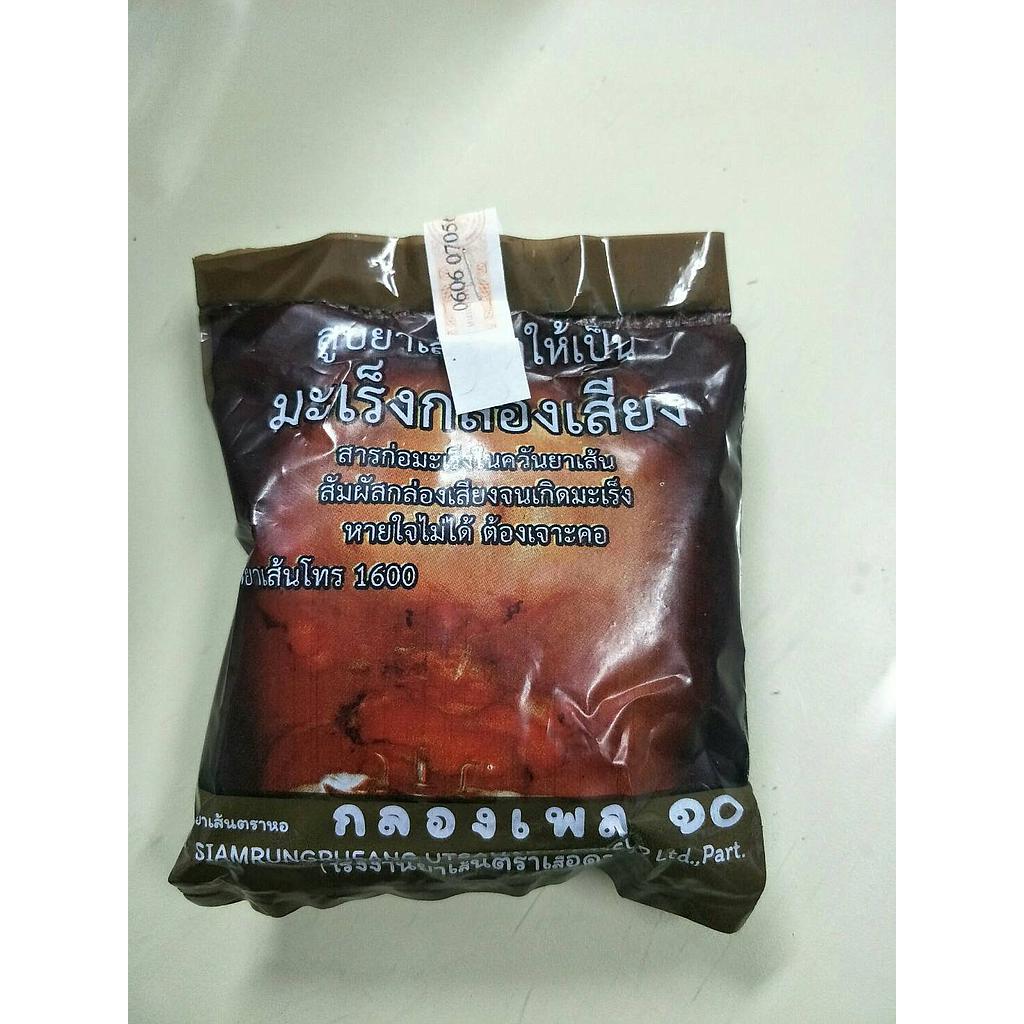 0606 0705
ให้เป็น
มะเร็งกล่องเสียง
สารก่อมะเร็งในควันยาเส้น
สัมผัสกล่องเสียงจนเกิดมะเร็ง
หายใจไม่ได้ ต้องเจาะคอ
ยาเส้นโทร 1600
ยาเส้นตราหอ กลองเพล ๑๐
Ltd.,Part.